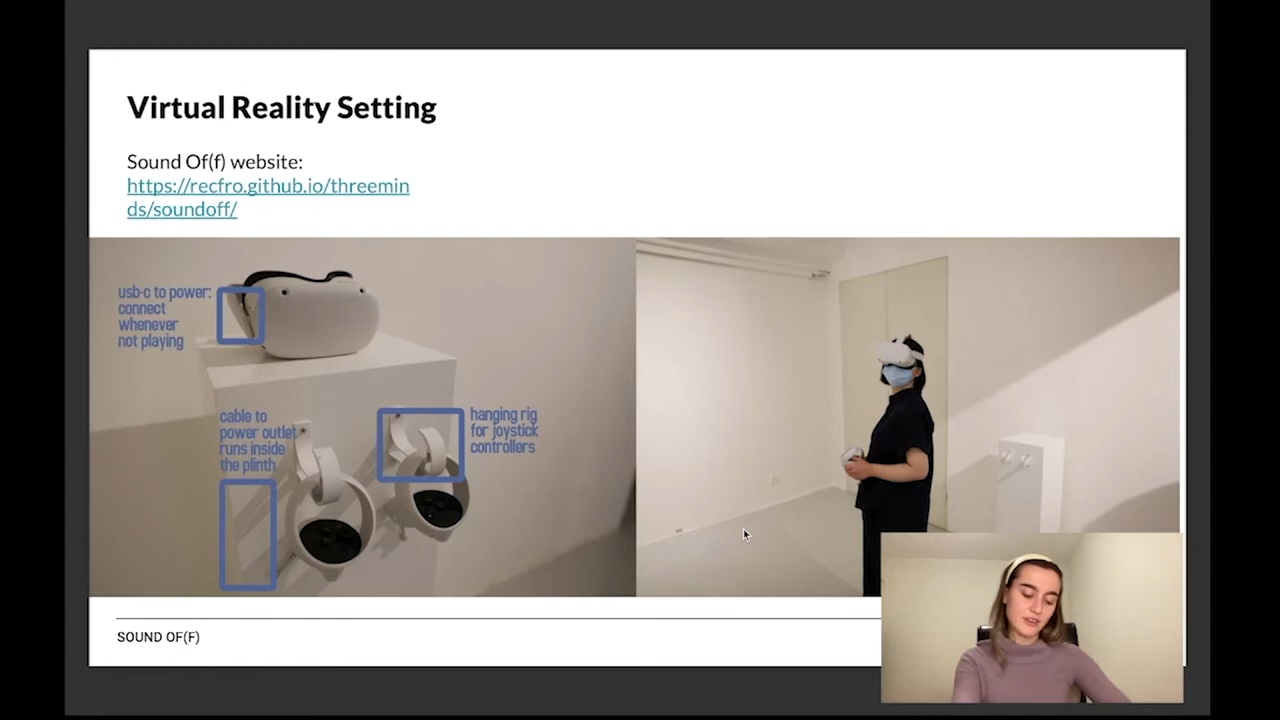 Virtual Reality Setting
Sound Of(f) website:
https://recfro.github.io/threemin
ds/soundoff/
usb-c to power:
connect
whenever
not playing
cable to
power outlet
runs inside
the plinth
hanging rig
for joystick
controllers
SOUND OF(F)